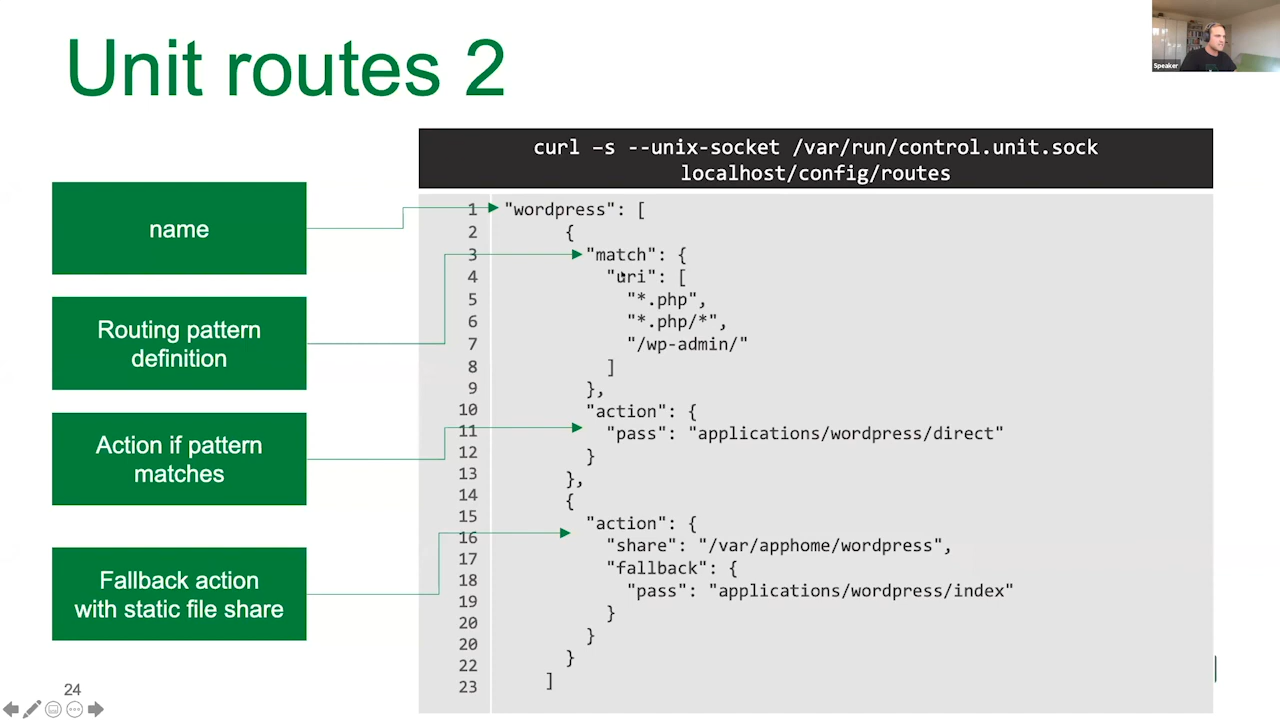 Unit routes 2
Speaker
curl –s --unix-socket /var/run/control.unit.sock
localhost/config/routes
name
Routing pattern
definition
Action if pattern
matches
Fallback action
with static file share
1 "wordpress": [
2 {
3 "match": {
4 "uri": [
5 "*.php",
6 "*.php/*",
7 "/wp-admin/"
8 ]
9 },
10 "action": {
11 "pass": "applications/wordpress/direct"
12 }
13 },
14 {
15 "action": {
16 "share": "/var/apphome/wordpress",
17 "fallback": {
18 "pass": "applications/wordpress/index"
19 }
20 }
20 }
22 ]
23
24